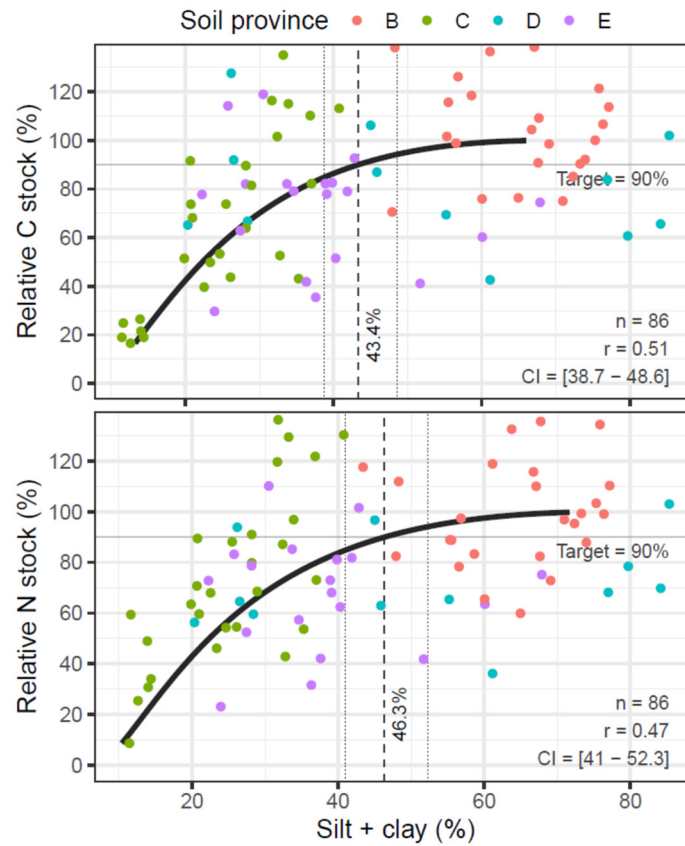 Soil province B C D E
Relative C stock (%)
120
100
80
60
40
20
0
Target = 90%
43.4%
n = 86
r = 0.51
CI = [38.7 − 48.6]
Relative N stock (%)
120
100
80
60
40
20
0
Target = 90%
46.3%
n = 86
r = 0.47
CI = [41 − 52.3]
20 40 60 80
Silt + clay (%)